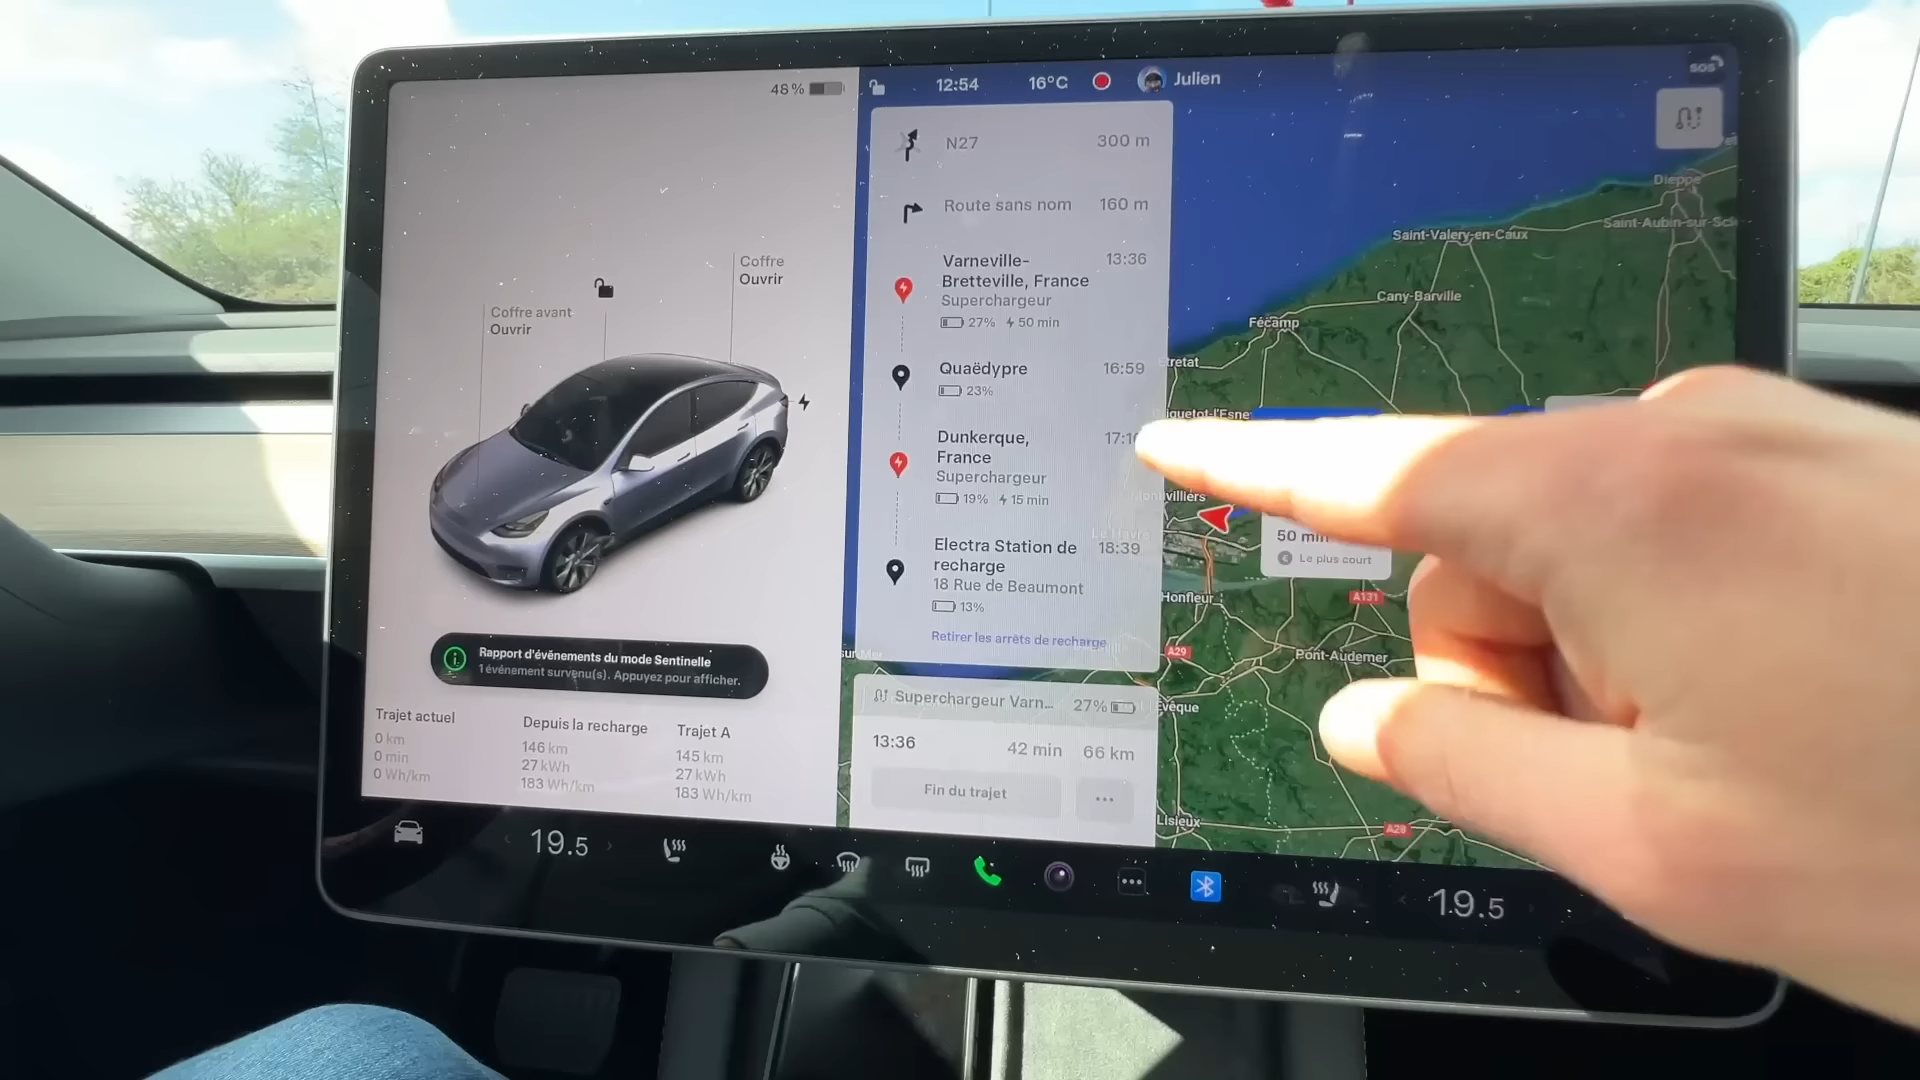 48 %
12:54
16°C
Julien
SOS
N27
300 m
Route sans nom
160 m
Varneville-
Bretteville, France
13:36
Superchargeur
27%
50 min
Quaëdypre
16:59
23%
Dunkerque,
France
Superchargeur
19%
15 min
Electra Station de
recharge
18:39
18 Rue de Beaumont
13%
Retirer les arrêts de recharge
Superchargeur Varn...
27%
13:36
42 min
66 km
Fin du trajet
Coffre
Ouvrir
Coffre avant
Ouvrir
Rapport d'événements du mode Sentinelle
1 événement survenu(s). Appuyez pour afficher.
Trajet actuel
0 km
0 min
0 Wh/km
Depuis la recharge
146 km
27 kWh
183 Wh/km
Trajet A
145 km
27 kWh
183 Wh/km
Dieppe
Saint-Valery-en-Caux
Cany-Barville
Fécamp
Honfleur
A131
A29
Pont-Audemer
Lisieux
A28
50 min
Le plus court
19.5
19.5